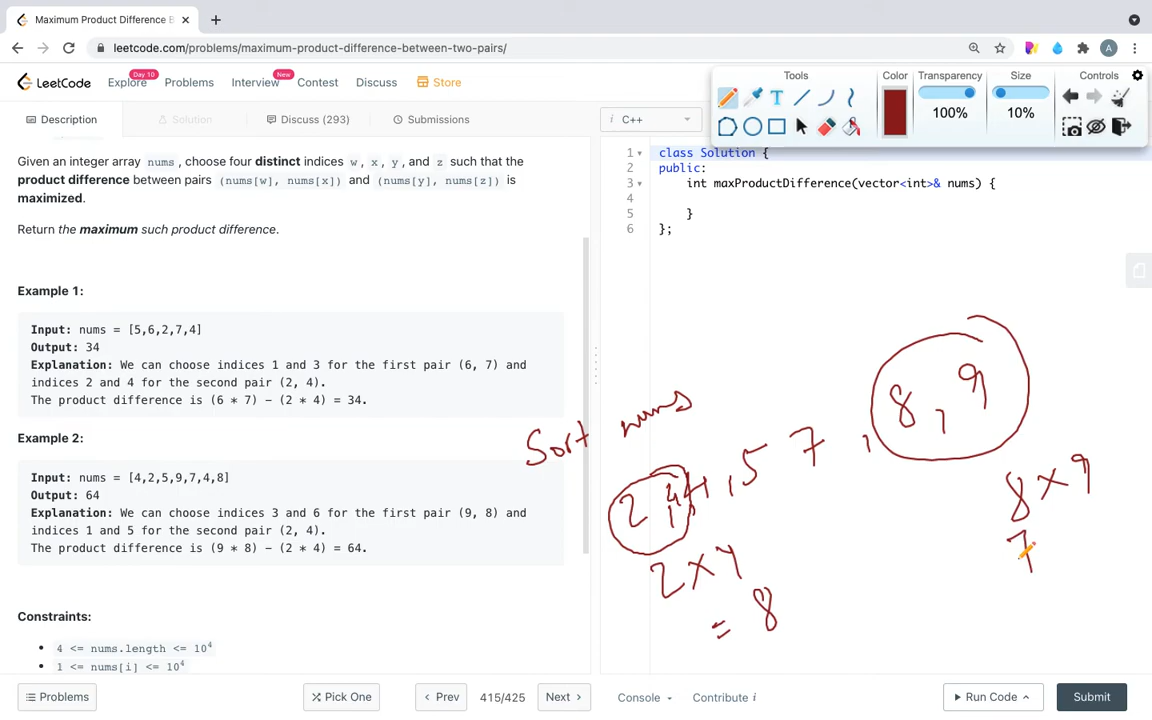 Maximum Product Difference B
leetcode.com/problems/maximum-product-difference-between-two-pairs/
A
LeetCode
Explore Day 10 Problems Interview New Contest Discuss Store
Tools Color Transparency Size Controls
T 100% 10%
Description Solution Discuss (293) Submissions
i C++
Given an integer array nums, choose four distinct indices w, x, y, and z such that the
product difference between pairs (nums[w], nums[x]) and (nums[y], nums[z]) is
maximized.
Return the maximum such product difference.
Example 1:
Input: nums = [5,6,2,7,4]
Output: 34
Explanation: We can choose indices 1 and 3 for the first pair (6, 7) and
indices 2 and 4 for the second pair (2, 4).
The product difference is (6 * 7) - (2 * 4) = 34.
Example 2:
Input: nums = [4,2,5,9,7,4,8]
Output: 64
Explanation: We can choose indices 3 and 6 for the first pair (9, 8) and
indices 1 and 5 for the second pair (2, 4).
The product difference is (9 * 8) - (2 * 4) = 64.
Constraints:
4 <= nums.length <= 10⁴
1 <= nums[i] <= 10⁴
1 class Solution {
2 public:
3 int maxProductDifference(vector<int>& nums) {
4
5 }
6 };
Sort nums
2 4, 4, 5 7, 8, 9
2 x 4
= 8
8 x 9
7
Problems Pick One Prev 415/425 Next Console Contribute i Run Code Submit